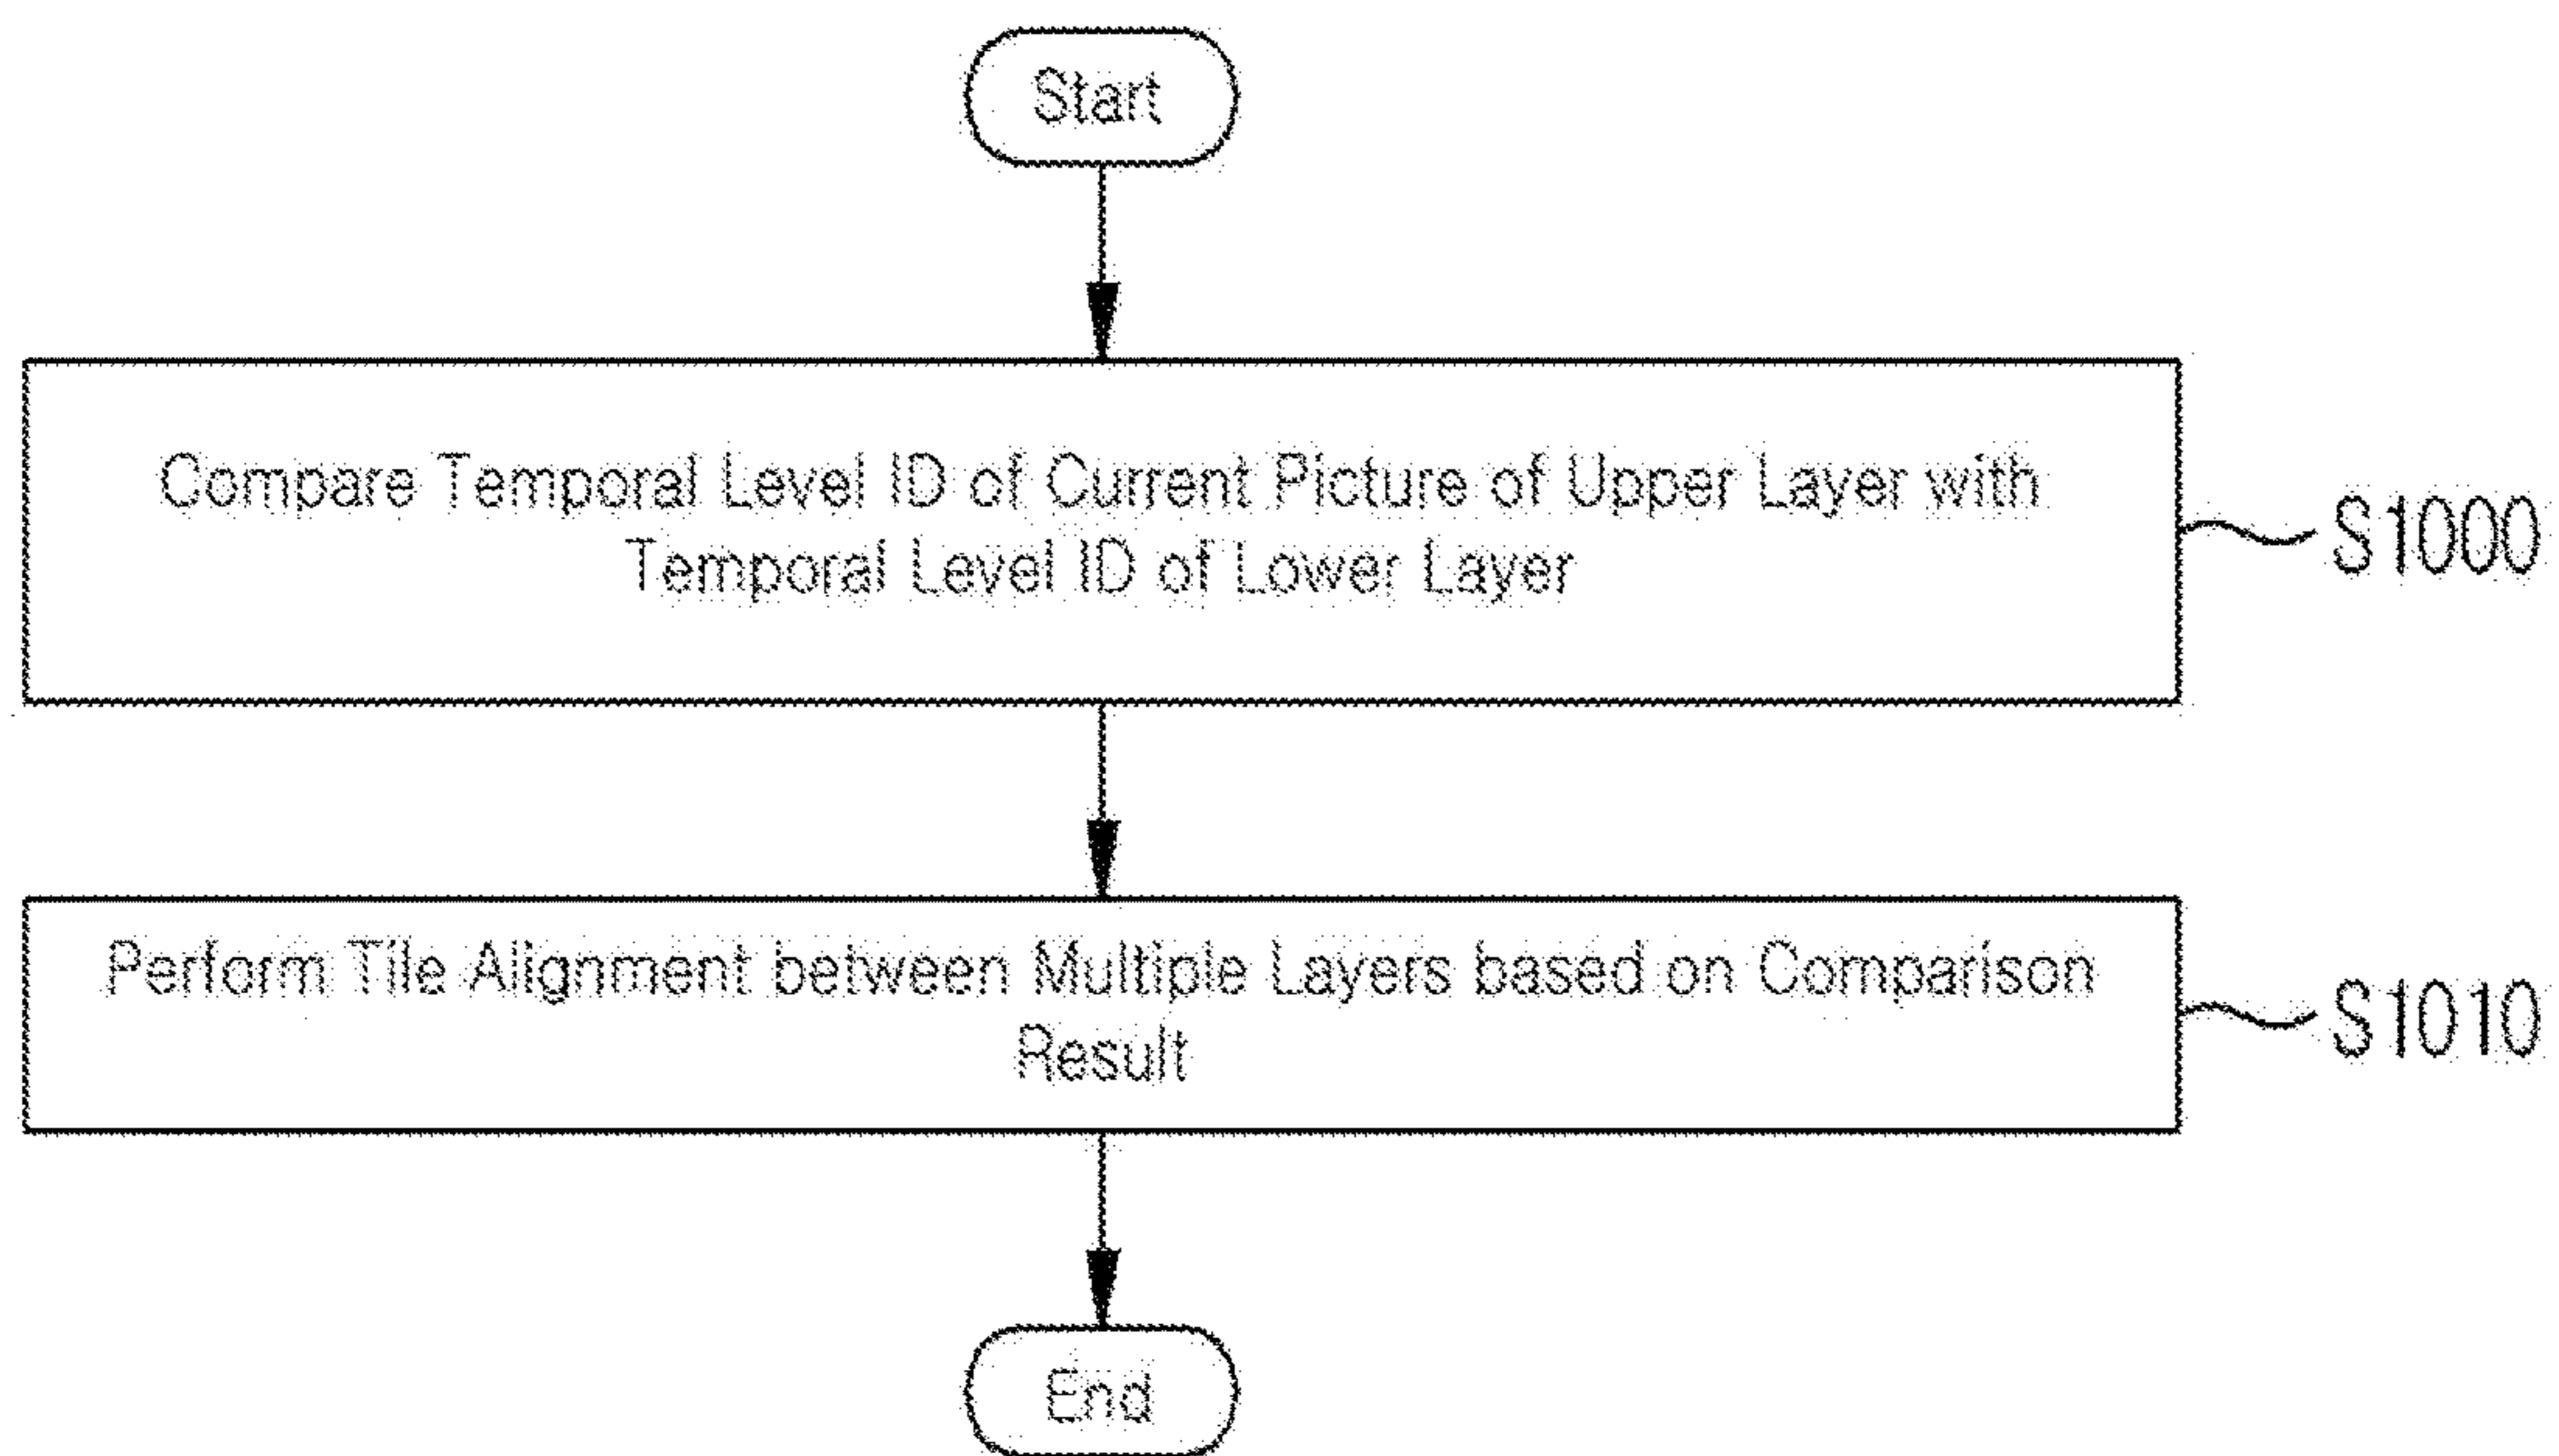 Start
Compare Temporal Level ID of Current Picture of Upper Layer with
Temporal Level ID of Lower Layer
S1000
Perform Tile Alignment between Multiple Layers based on Comparison
Result
S1010
End